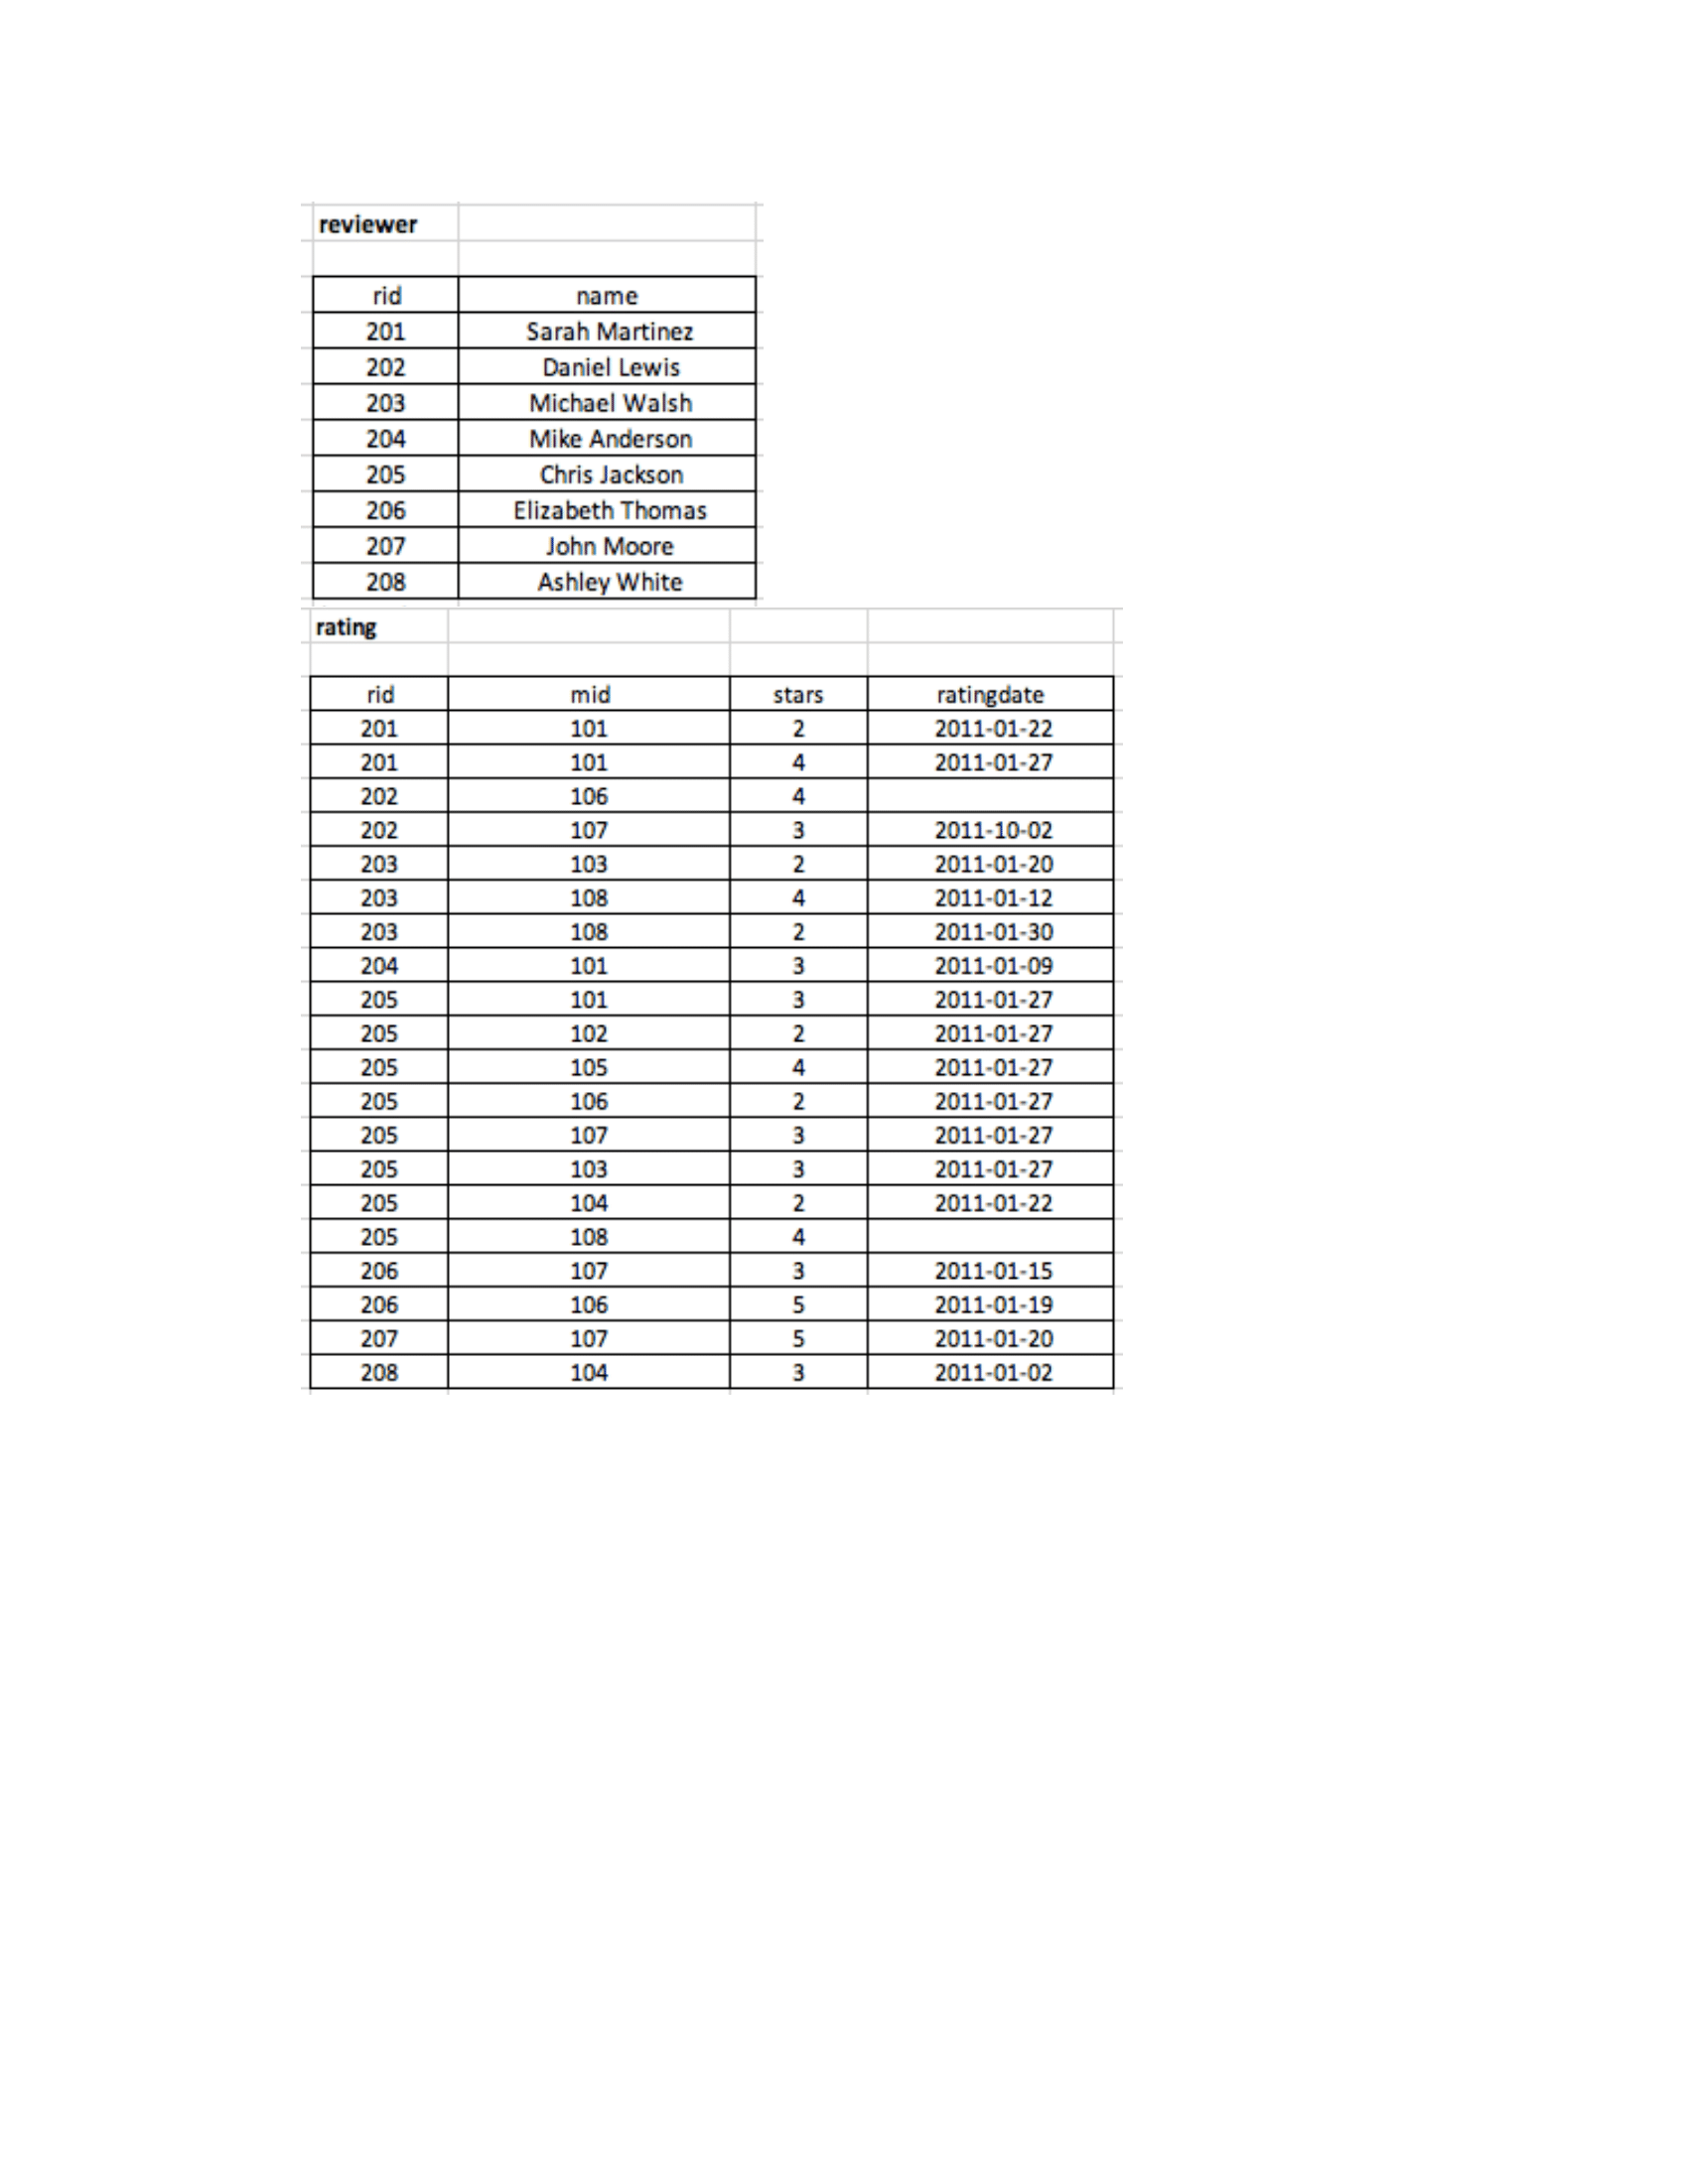 reviewer
rid name
201 Sarah Martinez
202 Daniel Lewis
203 Michael Walsh
204 Mike Anderson
205 Chris Jackson
206 Elizabeth Thomas
207 John Moore
208 Ashley White
rating
rid mid stars ratingdate
201 101 2 2011-01-22
201 101 4 2011-01-27
202 106 4
202 107 3 2011-10-02
203 103 2 2011-01-20
203 108 4 2011-01-12
203 108 2 2011-01-30
204 101 3 2011-01-09
205 101 3 2011-01-27
205 102 2 2011-01-27
205 105 4 2011-01-27
205 106 2 2011-01-27
205 107 3 2011-01-27
205 103 3 2011-01-27
205 104 2 2011-01-22
205 108 4
206 107 3 2011-01-15
206 106 5 2011-01-19
207 107 5 2011-01-20
208 104 3 2011-01-02